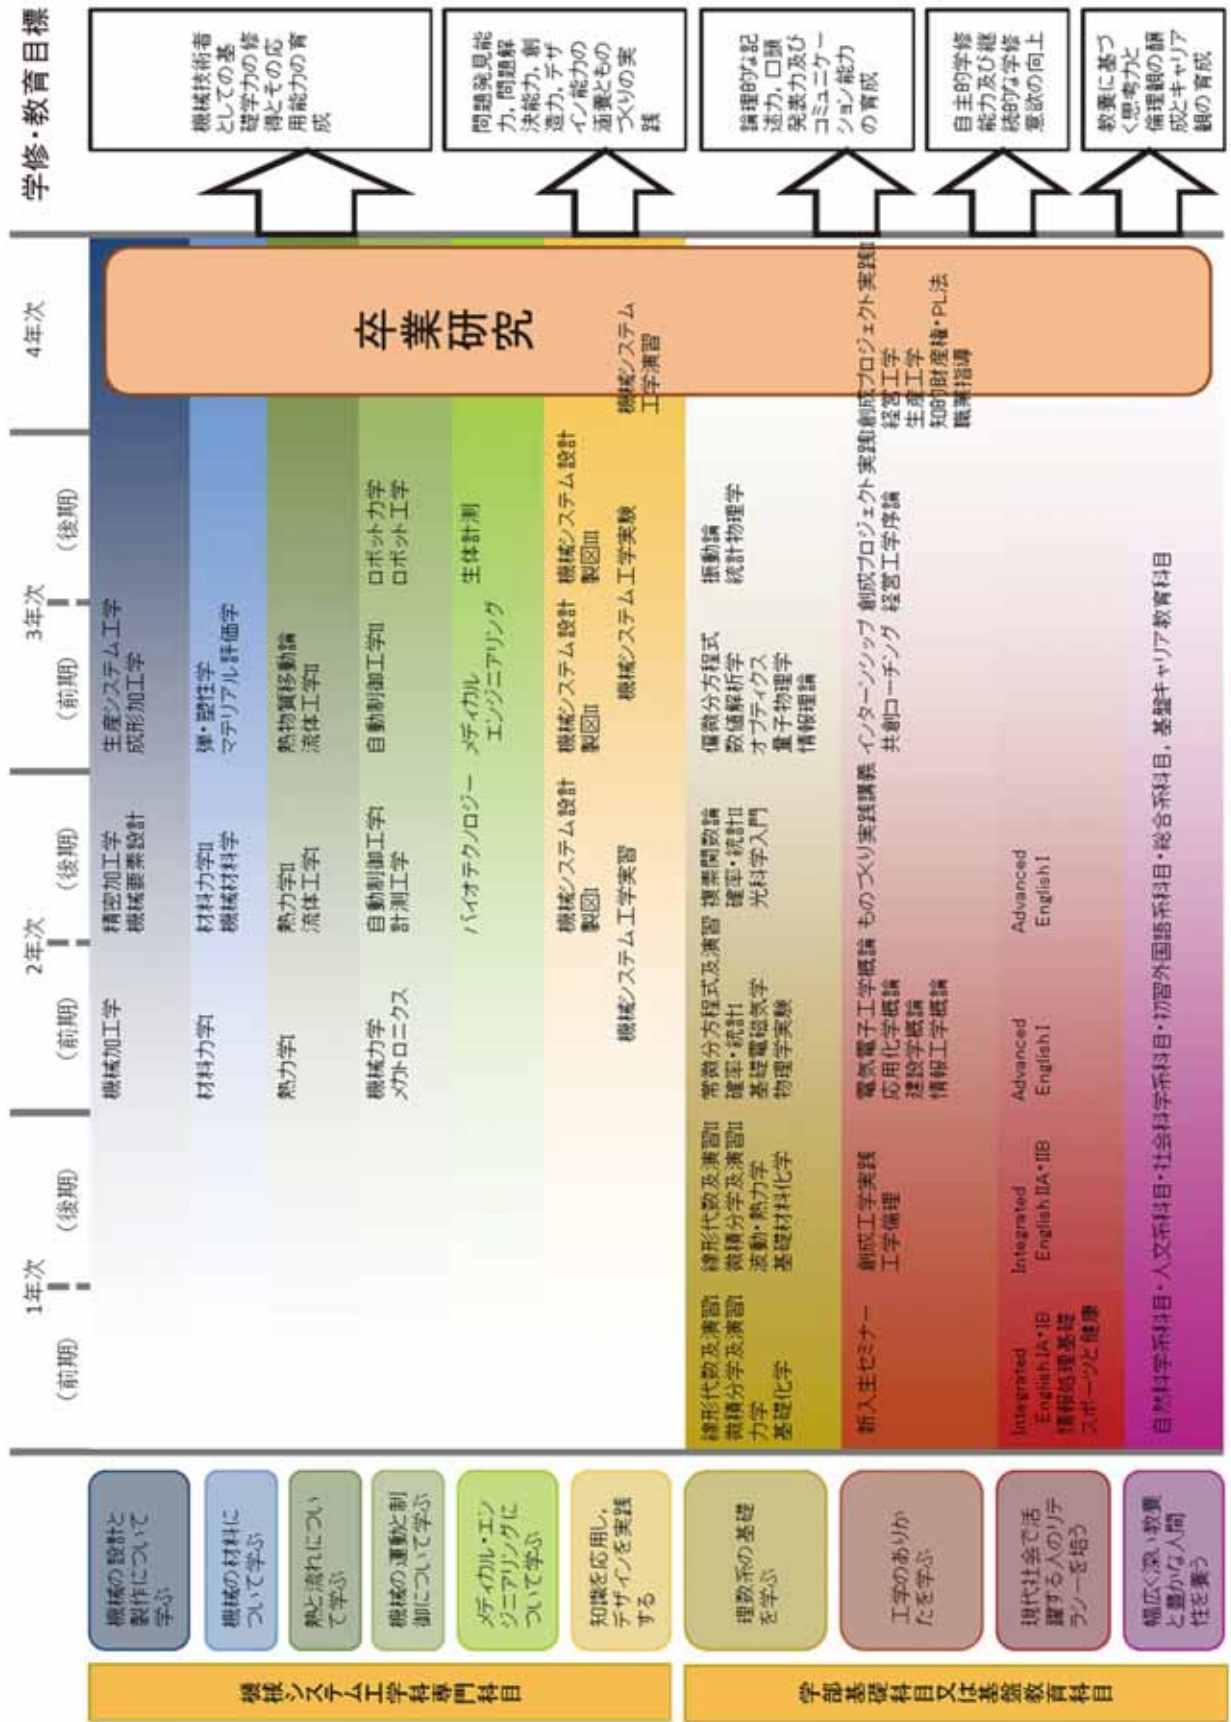 学修・教育目標
1年次
2年次
3年次
4年次
(前期)
(後期)
(前期)
(後期)
(前期)
(後期)
機械システム工学科専門科目
機械の設計と
製作について
学ぶ
機械加工学
精密加工学
機械要素設計
生産システム工学
成形加工学
機械の材料に
ついて学ぶ
材料力学I
材料力学II
機械材料学
弾・塑性学
マテリアル評価学
熱と流れについ
て学ぶ
熱力学I
熱力学II
流体工学I
熱物質移動論
流体工学II
機械の運動と制
御について学ぶ
機械力学
メカトロニクス
自動制御工学I
計測工学
自動制御工学II
ロボット力学
ロボット工学
メディカル・エン
ジニアリングに
ついて学ぶ
バイオテクノロジー
メディカル
エンジニアリング
生体計測
知識を応用し,
デザインを実践
する
機械システム設計
製図I
機械システム設計
製図II
機械システム設計
製図III
機械システム工学実習
機械システム工学実験
機械システム工学実験
機械システム
工学演習
卒業研究
学部基礎科目又は基盤教育科目
理数系の基礎
を学ぶ
線形代数及演習I
微積分学及演習I
力学
基礎化学
線形代数及演習II
微積分学及演習II
波動・熱力学
基礎材料化学
常微分方程式及演習
確率・統計I
基礎電磁気学
物理学実験
複素関数論
確率・統計II
光科学入門
偏微分方程式
数値解析学
オプティクス
量子物理学
情報理論
振動論
統計物理学
工学のありか
たを学ぶ
新入生セミナー
創成工学実践
工学倫理
電気電子工学概論
応用化学概論
建設学概論
情報工学概論
ものづくり実践講義
インターンシップ
共創コーチング
創成プロジェクト実践I
経営工学序論
創成プロジェクト実践II
経営工学
生産工学
知的財産権・PL法
職業指導
現代社会で活
躍する人のリテ
ラシーを培う
Integrated
English IA・IB
情報処理基礎
スポーツと健康
Integrated
English IIA・IIB
Advanced
English I
Advanced
English I
幅広く深い教養
と豊かな人間
性を養う
自然科学系科目・人文系科目・社会科学系科目・初習外国語系科目・総合系科目, 基盤キャリア教育科目
機械技術者
としての基
礎学力の修
得とその応
用能力の育
成
問題発見能
力, 問題解
決能力, 創
造力, デザ
イン能力の
涵養ともの
づくりの実
践
論理的な記
述力, 口頭
発表力及び
コミュニケー
ション能力
の育成
自主的学修
能力及び継
続的な学修
意欲の向上
教養に基づ
く思考力と
倫理観の醸
成とキャリア
観の育成